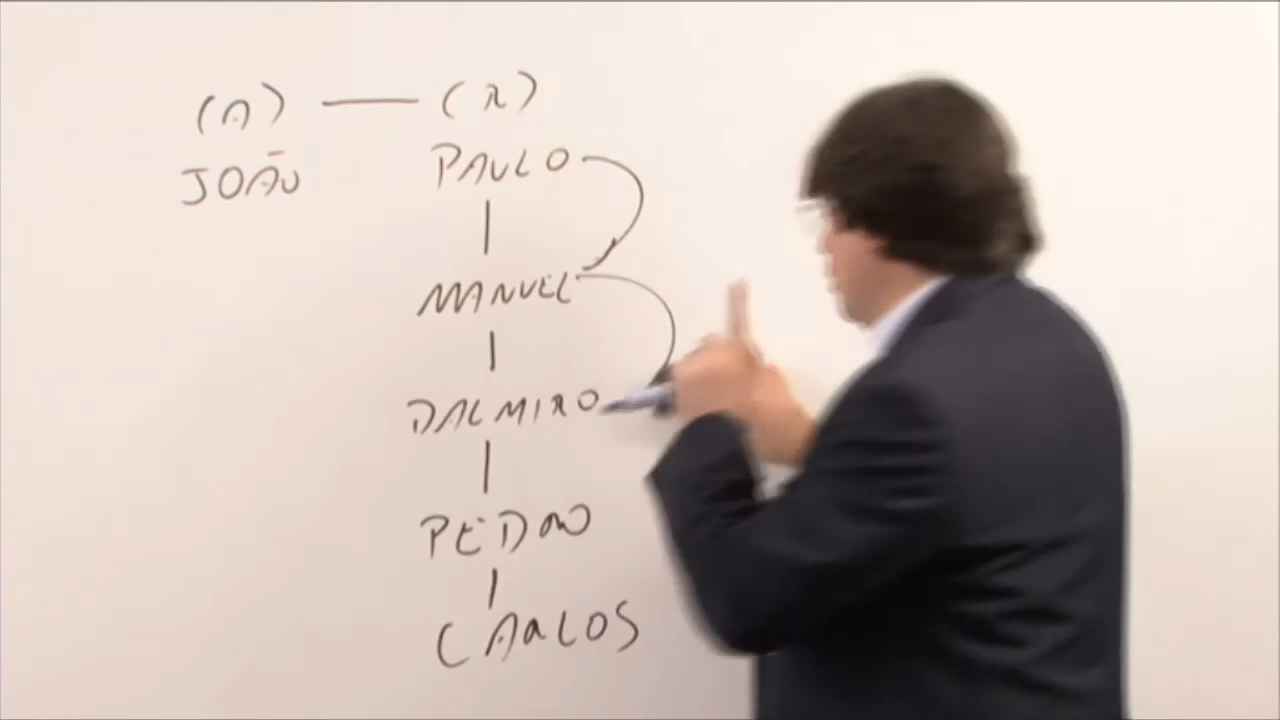 (A) — (R)
JOÃO PAULO
MANUEL
DALMIRO
PEDRO
CARLOS